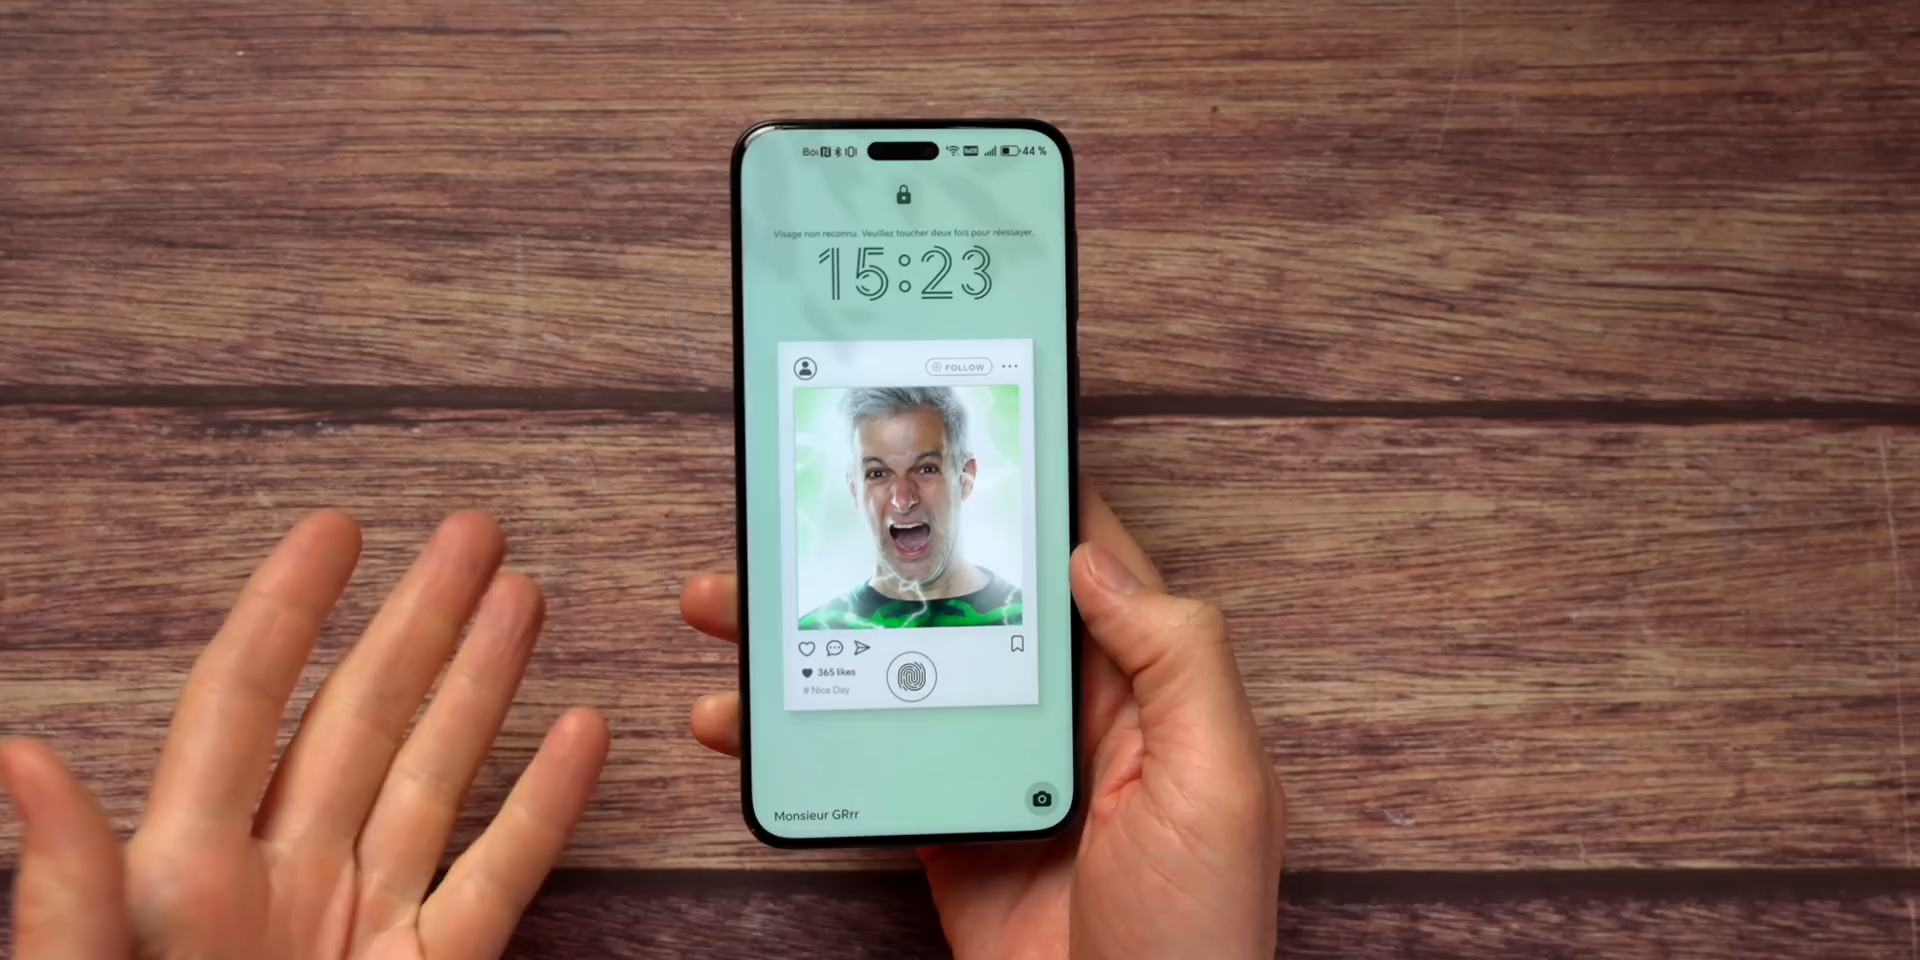 Boı
44 %
Visage non reconnu. Veuillez toucher deux fois pour réessayer.
15:23
FOLLOW
365 likes
# Nice Day
Monsieur GRrr